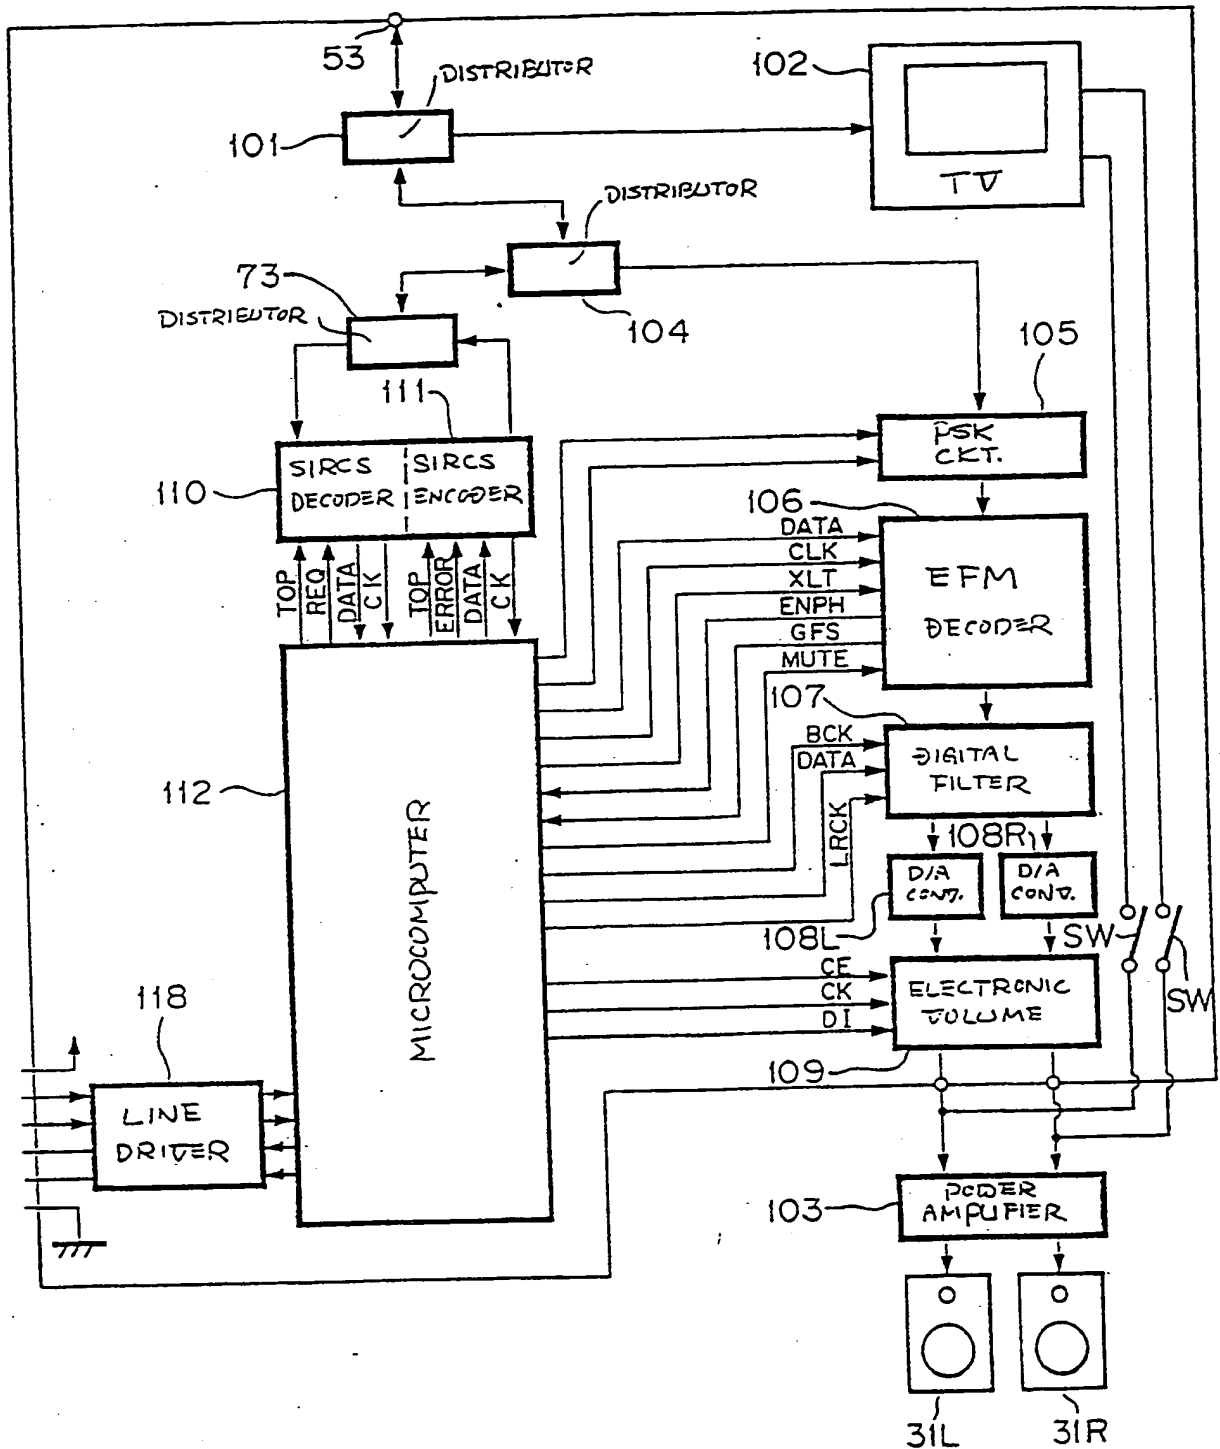 53
DISTRIBUTOR
102
101
TV
DISTRIBUTOR
73
DISTRIBUTOR
104
105
111
PSK
CKT.
SIRCS
DECODER
SIRCS
ENCODER
110
106
DATA
CLK
XLT
ENPH
GFS
MUTE
EFM
DECODER
TOP
REQ
DATA
CK
TOP
ERROR
DATA
CK
107
BCK
DATA
LRCK
DIGITAL
FILTER
112
MICROCOMPUTER
108R
D/A
CONV.
D/A
CONV.
108L
SW
SW
CE
CK
DI
ELECTRONIC
VOLUME
118
109
LINE
DRIVER
103
POWER
AMPLIFIER
31L
31R